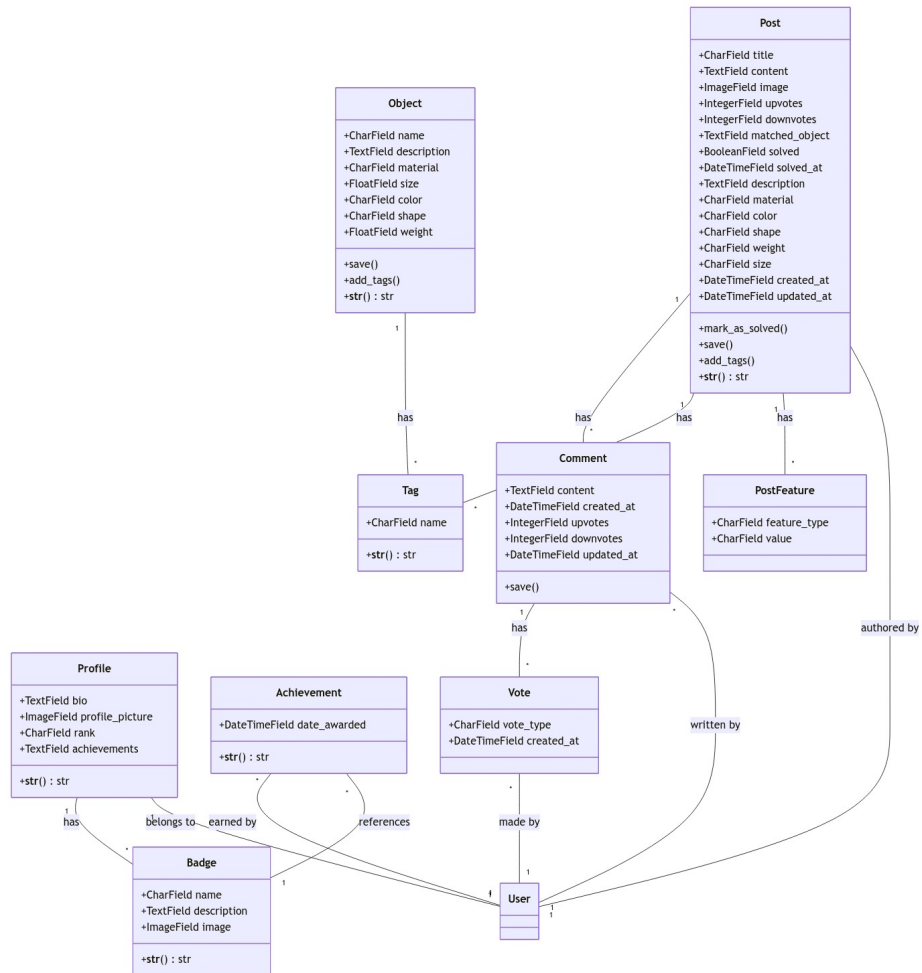 Post
+CharField title
+TextField content
+ImageField image
+IntegerField upvotes
+IntegerField downvotes
+TextField matched_object
+BooleanField solved
+DateTimeField solved_at
+TextField description
+CharField material
+CharField color
+CharField shape
+CharField weight
+CharField size
+DateTimeField created_at
+DateTimeField updated_at
+mark_as_solved()
+save()
+add_tags()
+str() : str
Object
+CharField name
+TextField description
+CharField material
+FloatField size
+CharField color
+CharField shape
+FloatField weight
+save()
+add_tags()
+str() : str
1
1
1
1
has
has
has
has
*
*
*
*
Tag
+CharField name
+str() : str
Comment
+TextField content
+DateTimeField created_at
+IntegerField upvotes
+IntegerField downvotes
+DateTimeField updated_at
+save()
PostFeature
+CharField feature_type
+CharField value
1
*
has
authored by
*
Profile
+TextField bio
+ImageField profile_picture
+CharField rank
+TextField achievements
+str() : str
Achievement
+DateTimeField date_awarded
+str() : str
Vote
+CharField vote_type
+DateTimeField created_at
written by
*
*
*
1
1
has
belongs to
earned by
references
made by
*
1
1
Badge
+CharField name
+TextField description
+ImageField image
+str() : str
User
1
1